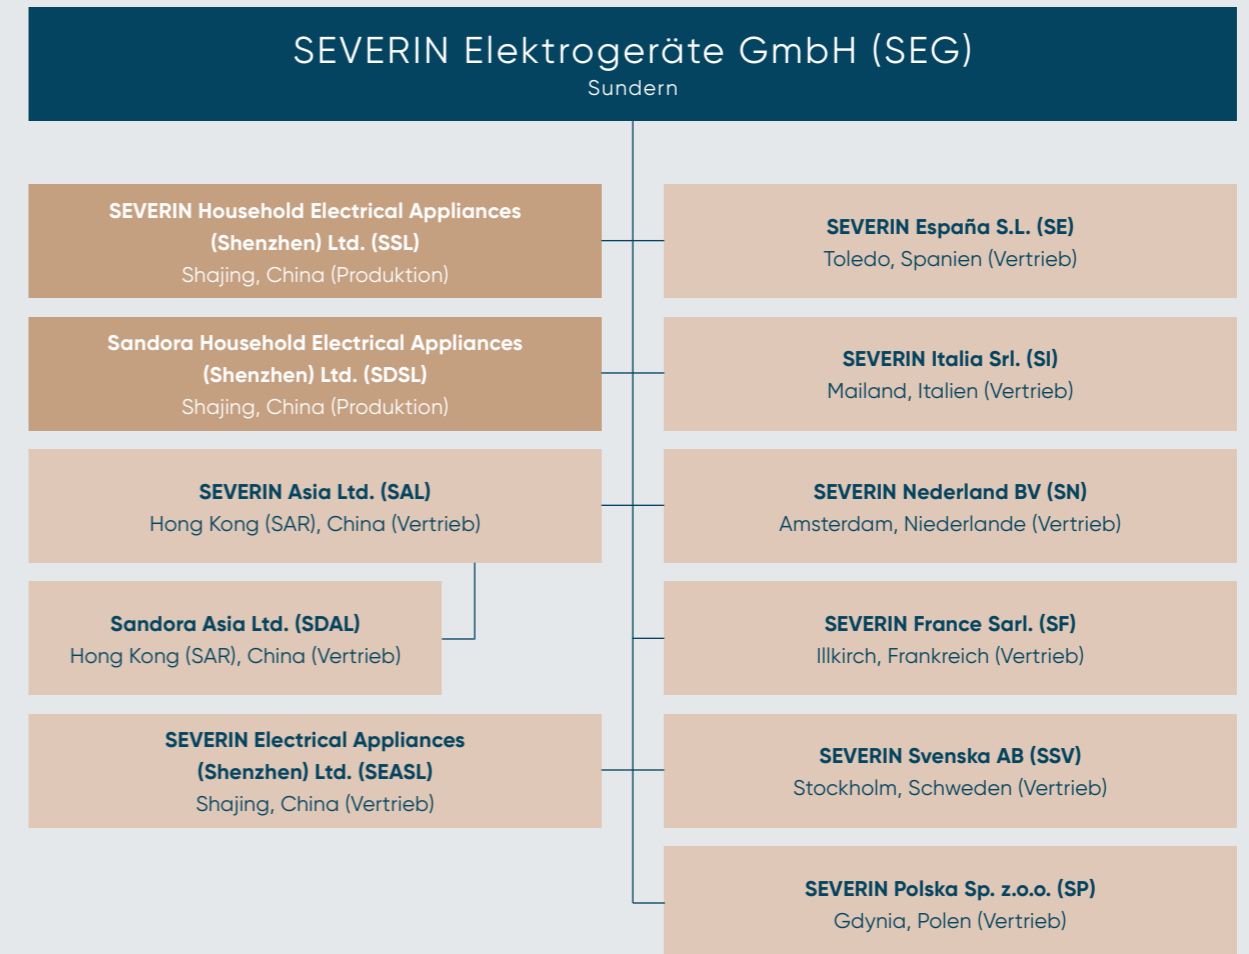 SEVERIN Elektrogeräte GmbH (SEG)
Sundern
SEVERIN Household Electrical Appliances
(Shenzhen) Ltd. (SSL)
Shajing, China (Produktion)
Sandora Household Electrical Appliances
(Shenzhen) Ltd. (SDSL)
Shajing, China (Produktion)
SEVERIN Asia Ltd. (SAL)
Hong Kong (SAR), China (Vertrieb)
Sandora Asia Ltd. (SDAL)
Hong Kong (SAR), China (Vertrieb)
SEVERIN Electrical Appliances
(Shenzhen) Ltd. (SEASL)
Shajing, China (Vertrieb)
SEVERIN España S.L. (SE)
Toledo, Spanien (Vertrieb)
SEVERIN Italia Srl. (SI)
Mailand, Italien (Vertrieb)
SEVERIN Nederland BV (SN)
Amsterdam, Niederlande (Vertrieb)
SEVERIN France Sarl. (SF)
Illkirch, Frankreich (Vertrieb)
SEVERIN Svenska AB (SSV)
Stockholm, Schweden (Vertrieb)
SEVERIN Polska Sp. z.o.o. (SP)
Gdynia, Polen (Vertrieb)